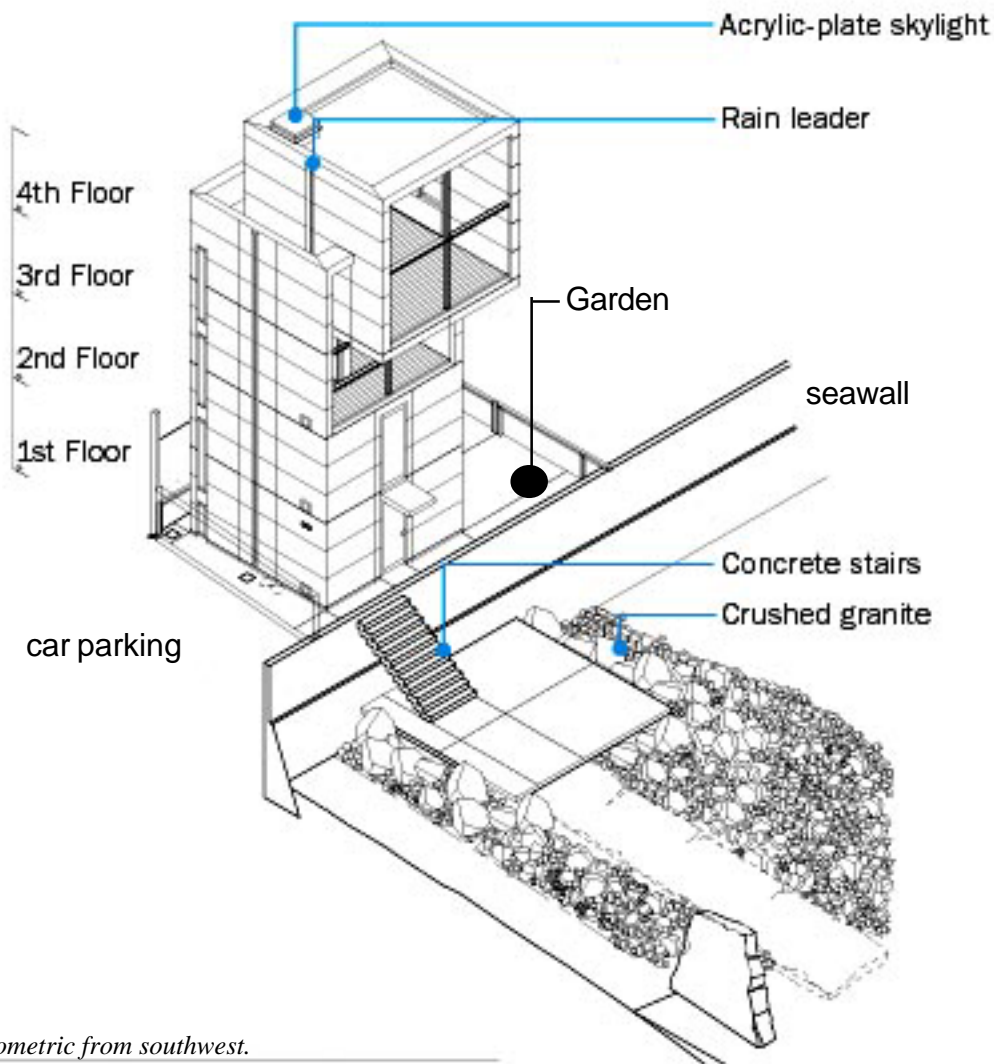 Acrylic-plate skylight
Rain leader
4th Floor
3rd Floor
Garden
2nd Floor
seawall
1st Floor
Concrete stairs
Crushed granite
car parking
ometric from southwest.